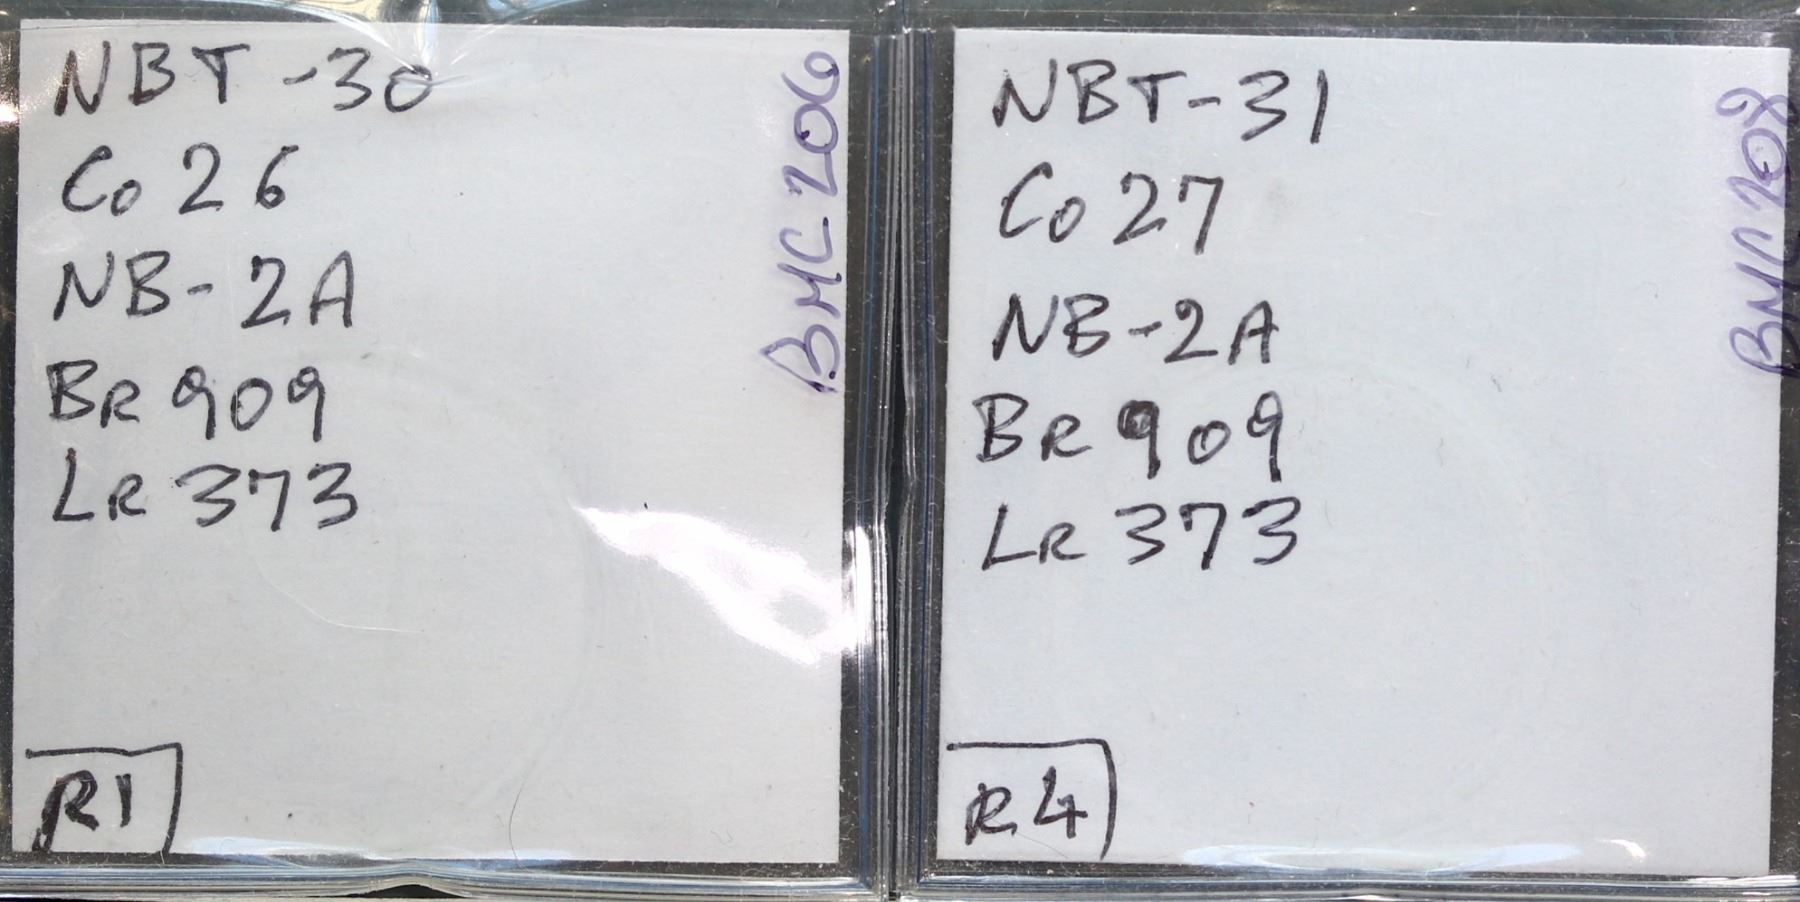 NBT-30
Co 26
NB-2A
BR 909
LR 373
R1
BMC-206
NBT-31
Co 27
NB-2A
BR 909
LR 373
R4
BMC 208